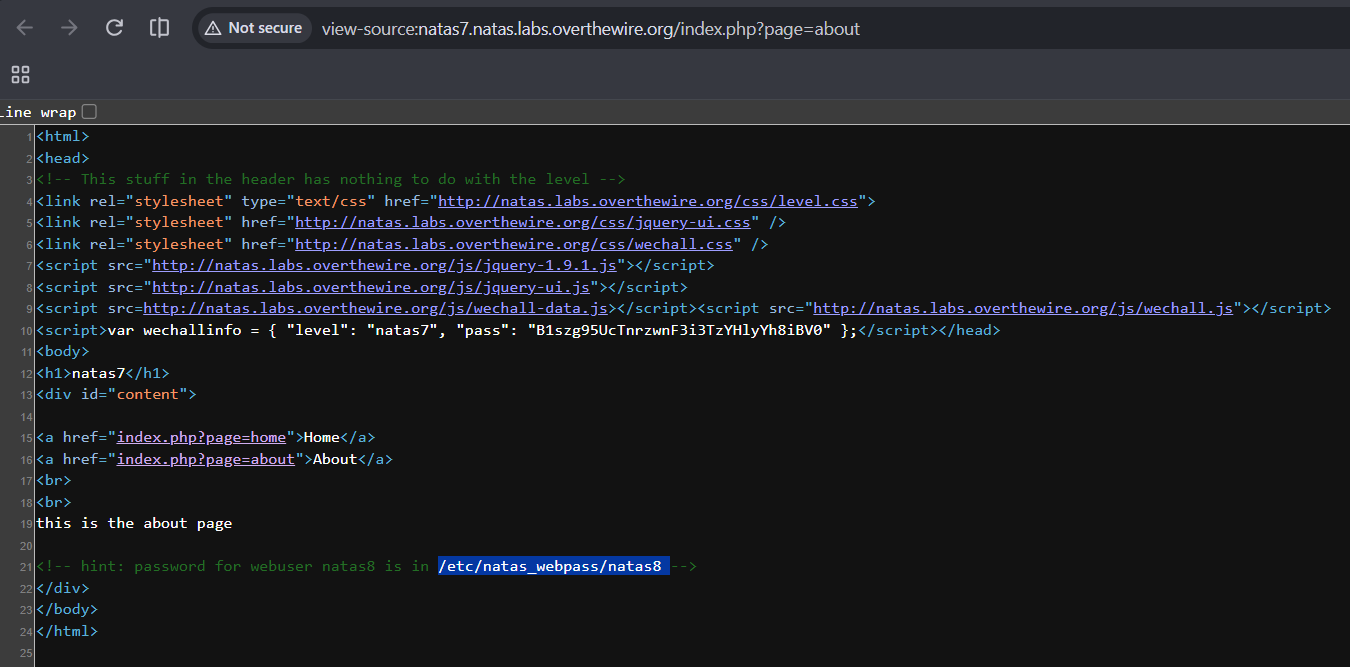 Not secure view-source:natas7.natas.labs.overthewire.org/index.php?page=about
Line wrap
1 <html>
2 <head>
3 <!-- This stuff in the header has nothing to do with the level -->
4 <link rel="stylesheet" type="text/css" href="http://natas.labs.overthewire.org/css/level.css">
5 <link rel="stylesheet" href="http://natas.labs.overthewire.org/css/jquery-ui.css" />
6 <link rel="stylesheet" href="http://natas.labs.overthewire.org/css/wechall.css" />
7 <script src="http://natas.labs.overthewire.org/js/jquery-1.9.1.js"></script>
8 <script src="http://natas.labs.overthewire.org/js/jquery-ui.js"></script>
9 <script src=http://natas.labs.overthewire.org/js/wechall-data.js></script><script src="http://natas.labs.overthewire.org/js/wechall.js"></script>
10 <script>var wechallinfo = { "level": "natas7", "pass": "B1szg95UcTnrzwnF3i3TzYHlyYh8iBV0" };</script></head>
11 <body>
12 <h1>natas7</h1>
13 <div id="content">
14
15 <a href="index.php?page=home">Home</a>
16 <a href="index.php?page=about">About</a>
17 <br>
18 <br>
19 this is the about page
20
21 <!-- hint: password for webuser natas8 is in /etc/natas_webpass/natas8 -->
22 </div>
23 </body>
24 </html>
25